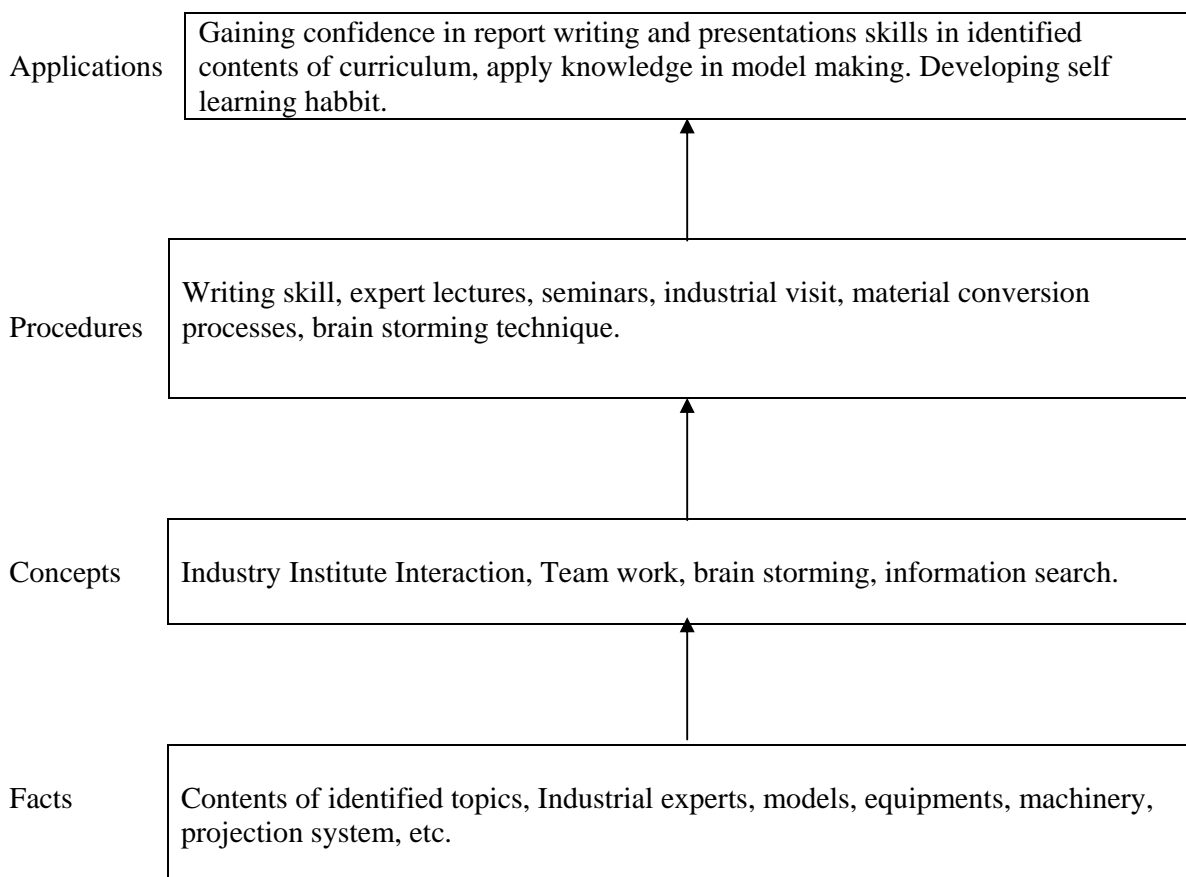 Applications
Gaining confidence in report writing and presentations skills in identified
contents of curriculum, apply knowledge in model making. Developing self
learning habbit.
Procedures
Writing skill, expert lectures, seminars, industrial visit, material conversion
processes, brain storming technique.
Concepts
Industry Institute Interaction, Team work, brain storming, information search.
Facts
Contents of identified topics, Industrial experts, models, equipments, machinery,
projection system, etc.